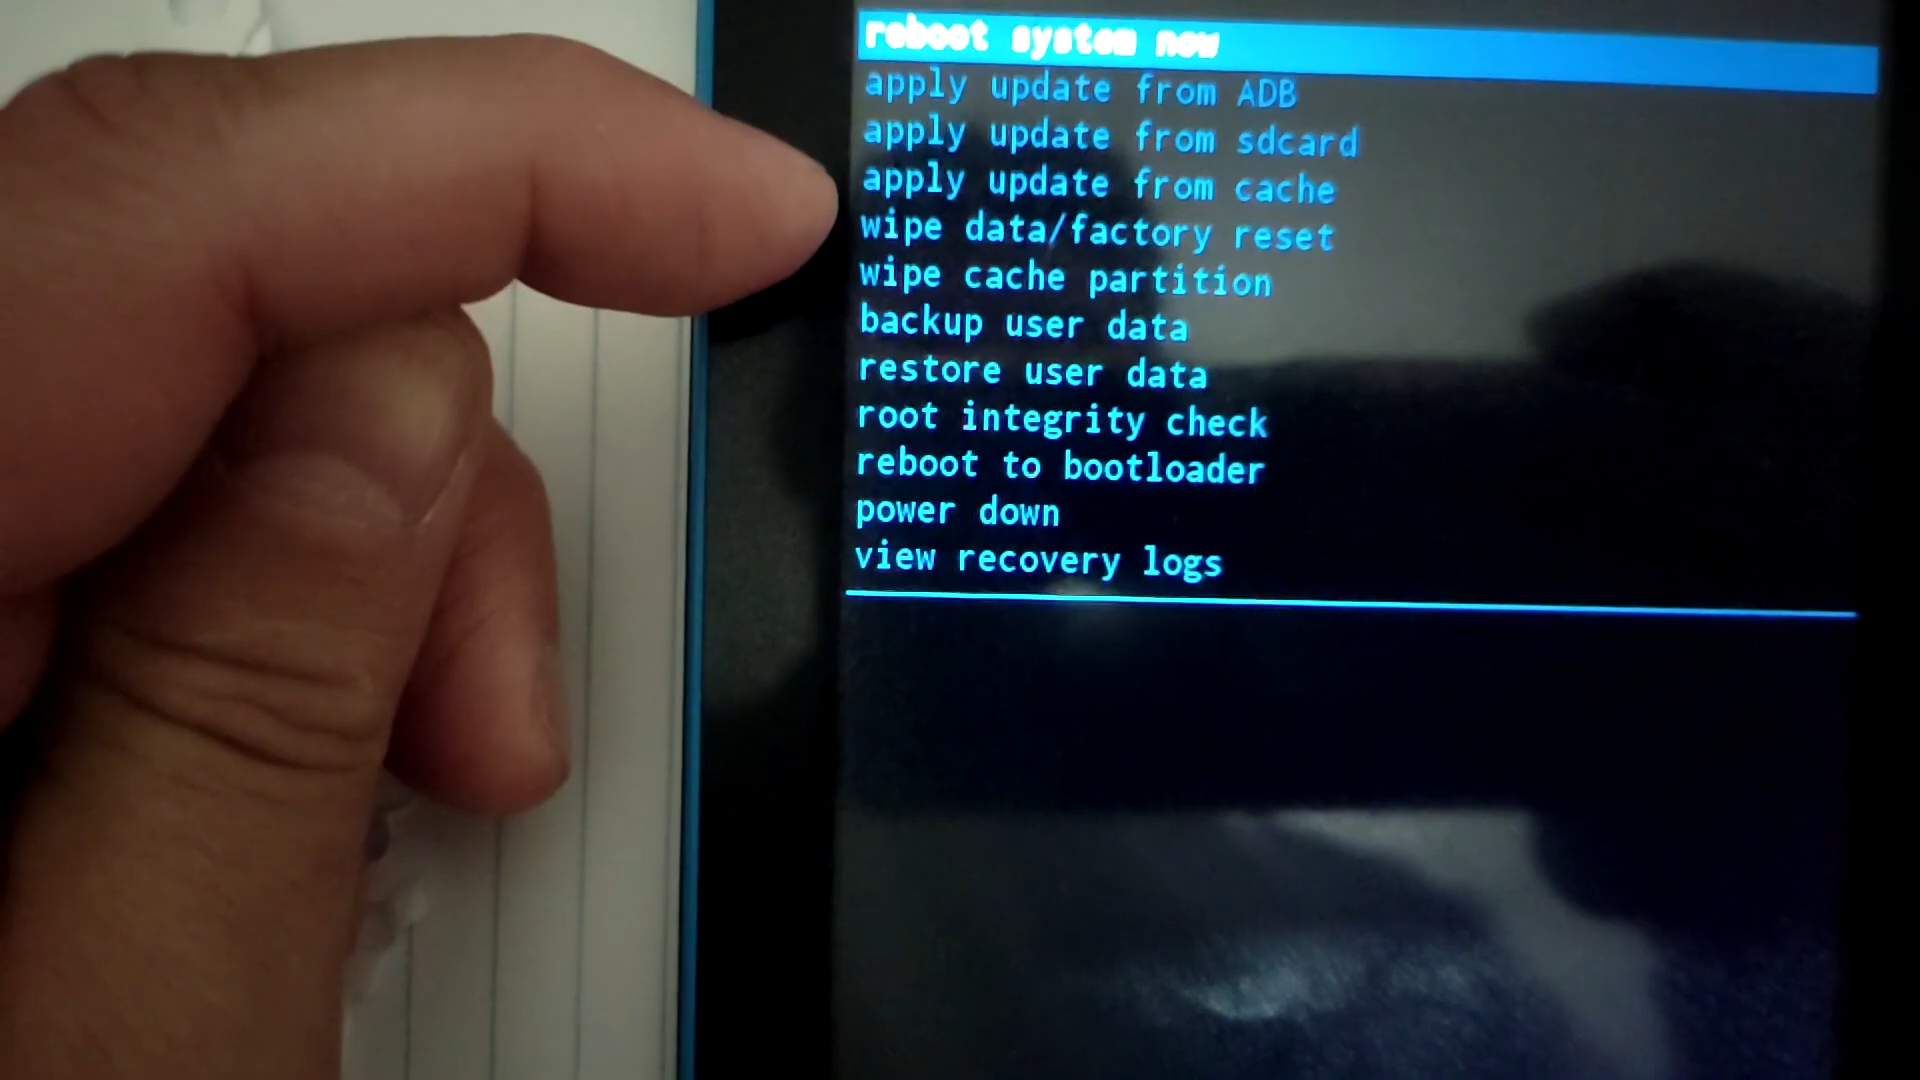 reboot system now
apply update from ADB
apply update from sdcard
apply update from cache
wipe data/factory reset
wipe cache partition
backup user data
restore user data
root integrity check
reboot to bootloader
power down
view recovery logs